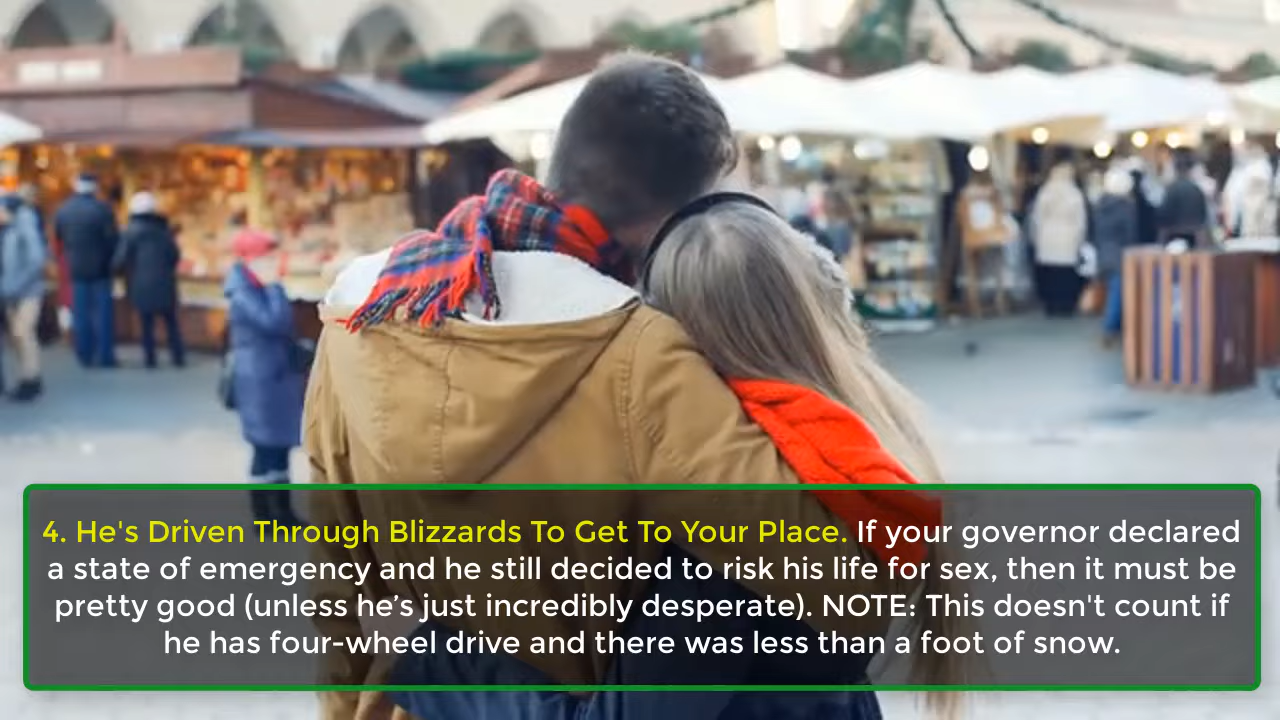 4. He's Driven Through Blizzards To Get To Your Place. If your governor declared
a state of emergency and he still decided to risk his life for sex, then it must be
pretty good (unless he’s just incredibly desperate). NOTE: This doesn't count if
he has four-wheel drive and there was less than a foot of snow.